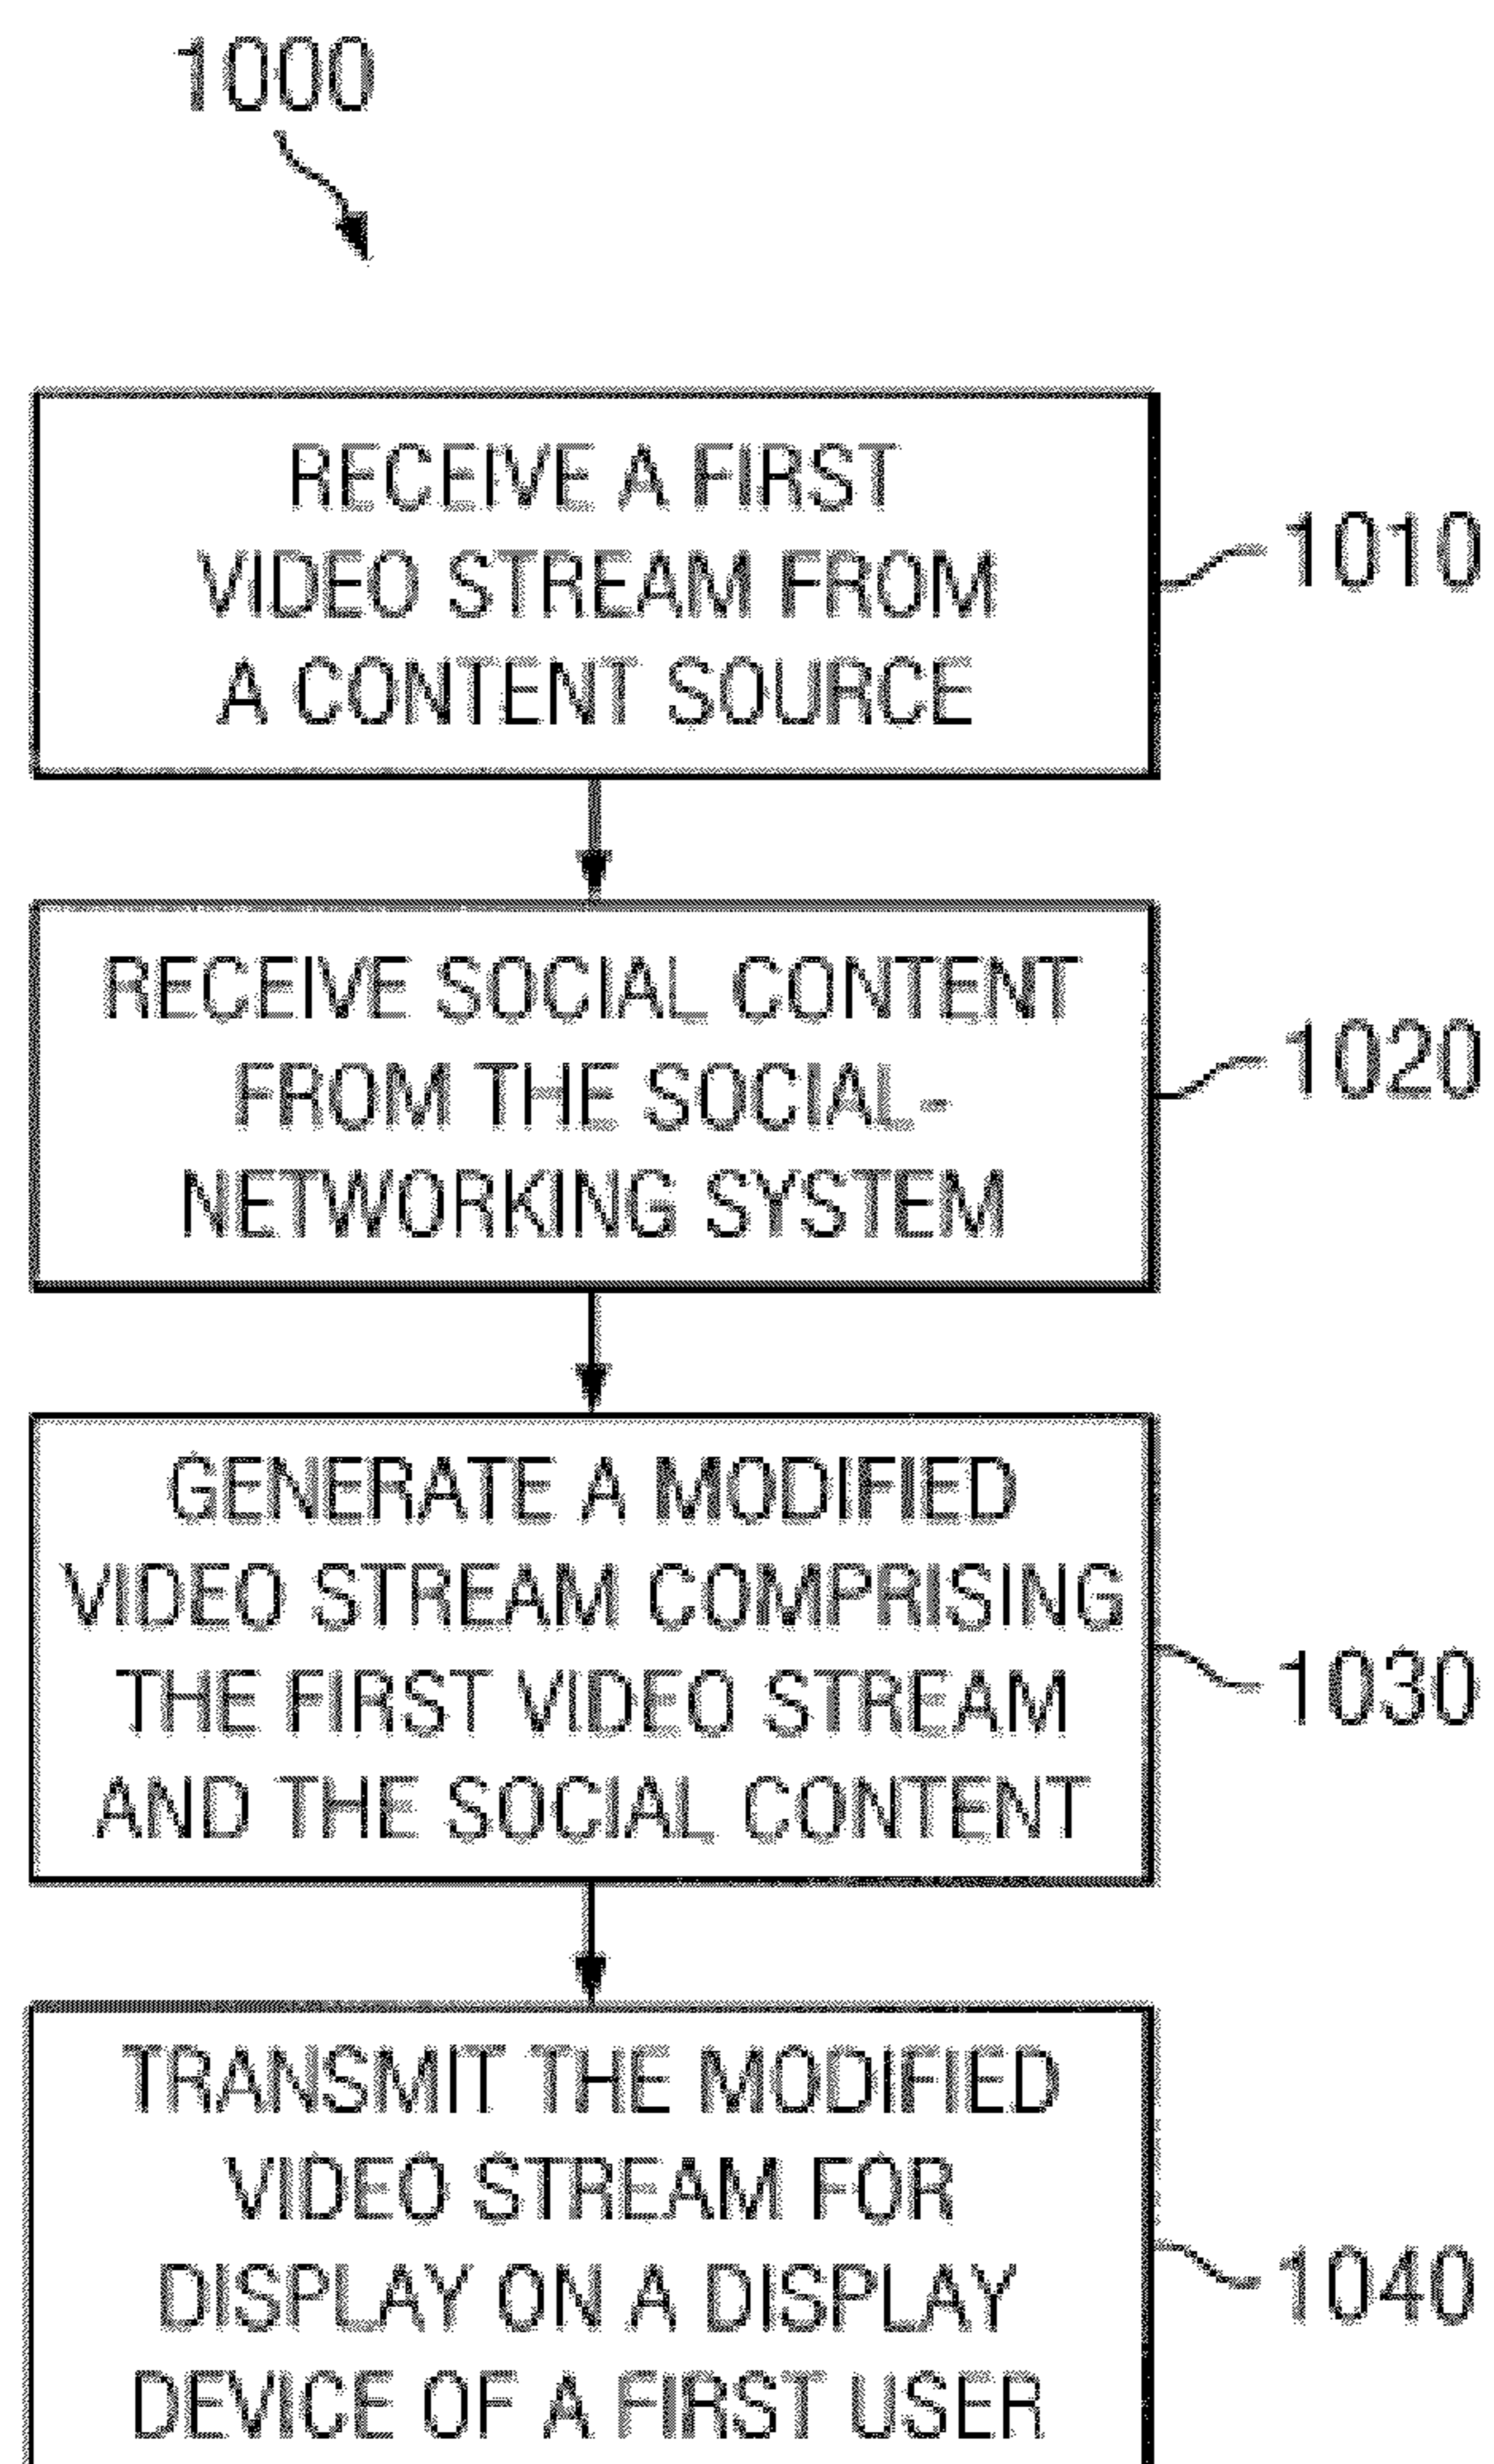 1000
RECEIVE A FIRST
VIDEO STREAM FROM
A CONTENT SOURCE
1010
RECEIVE SOCIAL CONTENT
FROM THE SOCIAL-
NETWORKING SYSTEM
1020
GENERATE A MODIFIED
VIDEO STREAM COMPRISING
THE FIRST VIDEO STREAM
AND THE SOCIAL CONTENT
1030
TRANSMIT THE MODIFIED
VIDEO STREAM FOR
DISPLAY ON A DISPLAY
DEVICE OF A FIRST USER
1040